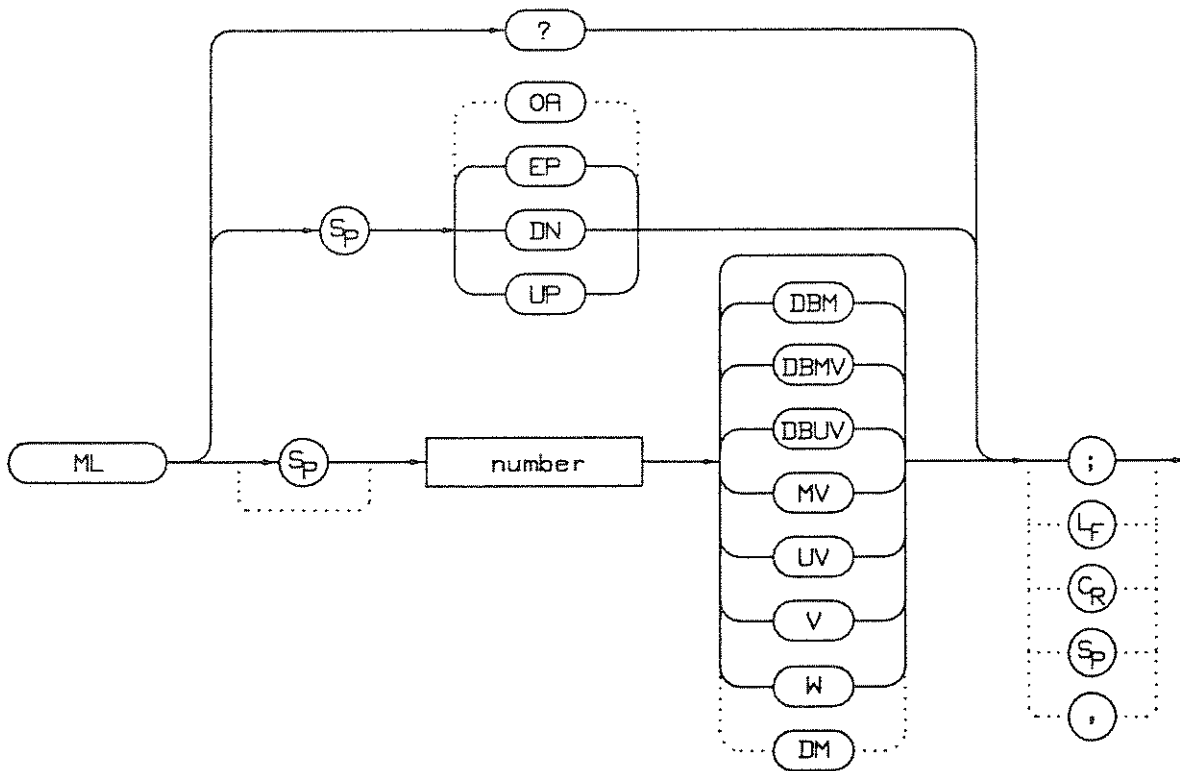 ?
OA
EP
SP
DN
UP
DBM
DBMV
DBUV
ML
SP
number
;
MV
LF
UV
CR
V
SP
W
,
DM